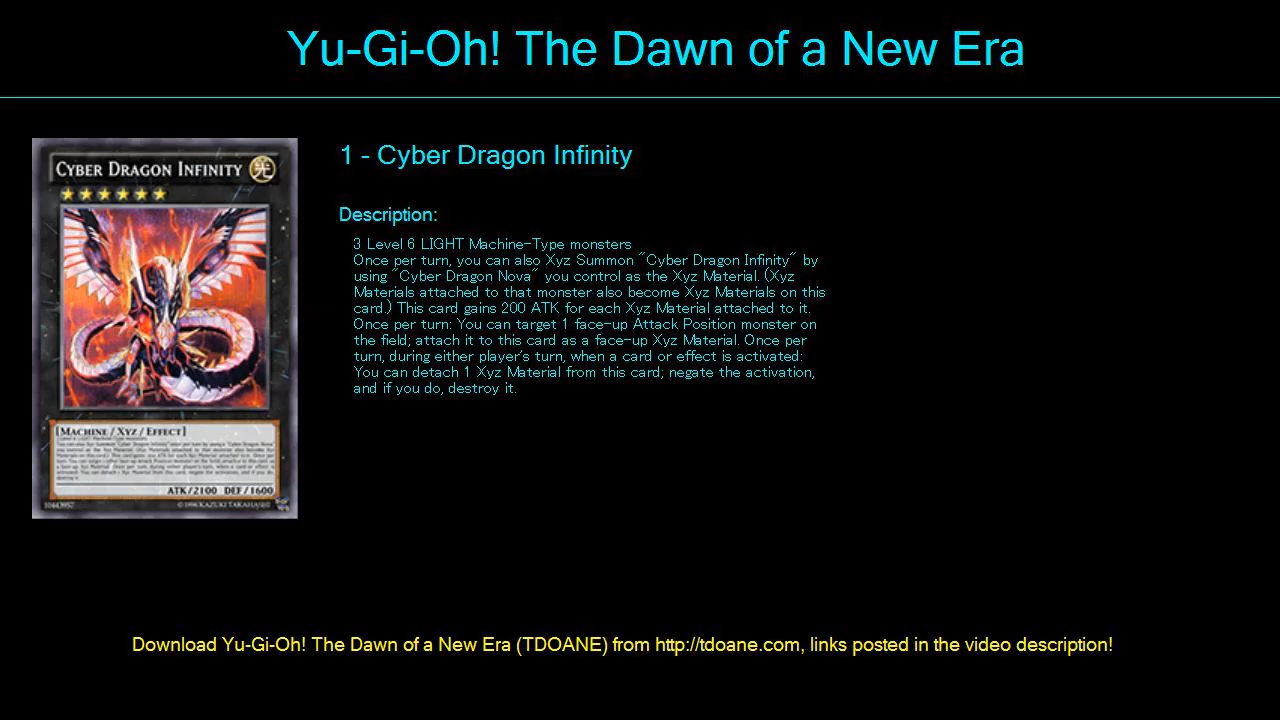 Yu-Gi-Oh! The Dawn of a New Era
CYBER DRAGON INFINITY 光
1 - Cyber Dragon Infinity
Description:
3 Level 6 LIGHT Machine-Type monsters
Once per turn, you can also Xyz Summon "Cyber Dragon Infinity" by
using "Cyber Dragon Nova" you control as the Xyz Material. (Xyz
Materials attached to that monster also become Xyz Materials on this
card.) This card gains 200 ATK for each Xyz Material attached to it.
Once per turn: You can target 1 face-up Attack Position monster on
the field; attach it to this card as a face-up Xyz Material. Once per
turn, during either player's turn, when a card or effect is activated:
You can detach 1 Xyz Material from this card; negate the activation,
and if you do, destroy it.
[MACHINE / XYZ / EFFECT]
ATK/2100 DEF/1600
10443957 ©1996 KAZUKI TAKAHASHI
Download Yu-Gi-Oh! The Dawn of a New Era (TDOANE) from http://tdoane.com, links posted in the video description!